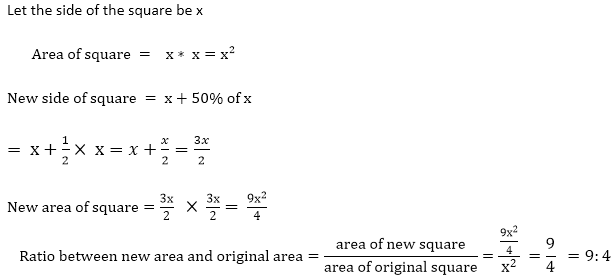 Let the side of the square be x
Area of square = x * x = x²
New side of square = x + 50% of x
= x + 1/2 × x = x + x/2 = 3x/2
New area of square = 3x/2 × 3x/2 = 9x²/4
Ratio between new area and original area = area of new square/area of original square = (9x²/4)/x² = 9/4 = 9:4